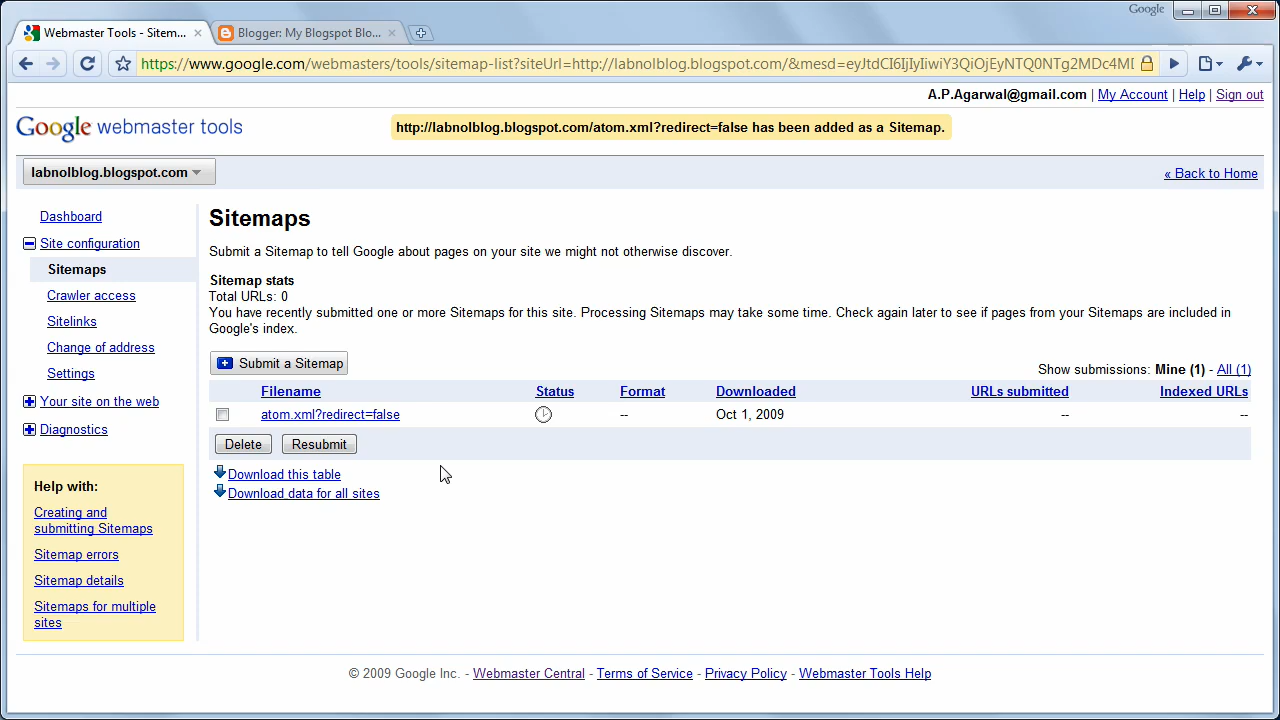 Google
Webmaster Tools - Sitem...
Blogger: My Blogspot Blo...
https://www.google.com/webmasters/tools/sitemap-list?siteUrl=http://labnolblog.blogspot.com/&mesd=eyJtdCI6IjIyIiwiY3QiOjEyNTQ0NTg2MDc4MI
A.P.Agarwal@gmail.com | My Account | Help | Sign out
Google webmaster tools
http://labnolblog.blogspot.com/atom.xml?redirect=false has been added as a Sitemap.
labnolblog.blogspot.com
« Back to Home
Dashboard
Site configuration
Sitemaps
Crawler access
Sitelinks
Change of address
Settings
Your site on the web
Diagnostics
Help with:
Creating and
submitting Sitemaps
Sitemap errors
Sitemap details
Sitemaps for multiple
sites
Sitemaps
Submit a Sitemap to tell Google about pages on your site we might not otherwise discover.
Sitemap stats
Total URLs: 0
You have recently submitted one or more Sitemaps for this site. Processing Sitemaps may take some time. Check again later to see if pages from your Sitemaps are included in
Google's index.
Submit a Sitemap
Show submissions: Mine (1) - All (1)
Filename Status Format Downloaded URLs submitted Indexed URLs
atom.xml?redirect=false -- Oct 1, 2009 -- --
Delete Resubmit
Download this table
Download data for all sites
© 2009 Google Inc. - Webmaster Central - Terms of Service - Privacy Policy - Webmaster Tools Help